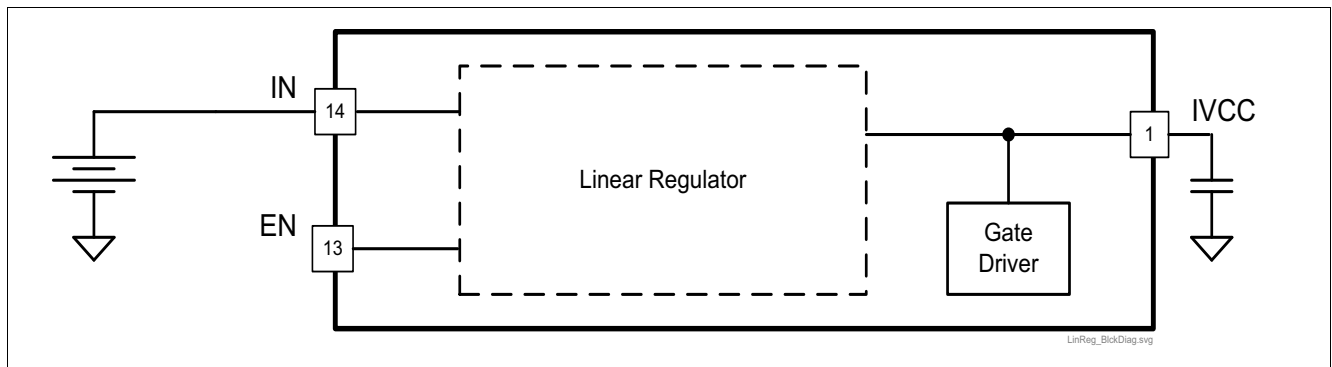 IN
14
Linear Regulator
1
IVCC
EN
13
Gate
Driver
LinReg_BlckDiag.svg